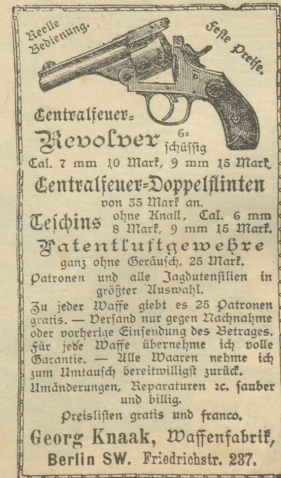 Reelle
Bedienung.
Feste Preise.
Centralfeuer=
Revolver 6=
schüssig
Cal. 7 mm 10 Mark, 9 mm 15 Mark,
Centralfeuer=Doppelflinten
von 35 Mark an.
Teschins ohne Knall, Cal. 6 mm
8 Mark, 9 mm 15 Mark.
Patentluftgewehre
ganz ohne Geräusch, 25 Mark.
Patronen und alle Jagdutensilien in
größter Auswahl.
Zu jeder Waffe giebt es 25 Patronen
gratis. — Versand nur gegen Nachnahme
oder vorherige Einsendung des Betrages.
Für jede Waffe übernehme ich volle
Garantie. — Alle Waaren nehme ich
zum Umtausch bereitwilligst zurück.
Umänderungen, Reparaturen ꝛc. sauber
und billig.
Preislisten gratis und franco.
Georg Knaak, Waffenfabrik,
Berlin SW. Friedrichstr. 237.